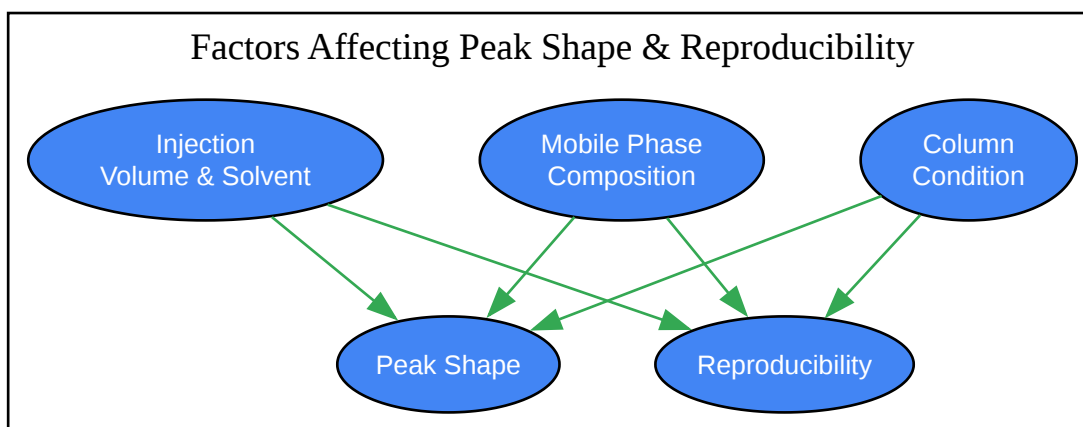 Factors Affecting Peak Shape & Reproducibility
Injection
Volume & Solvent
Mobile Phase
Composition
Column
Condition
Peak Shape
Reproducibility